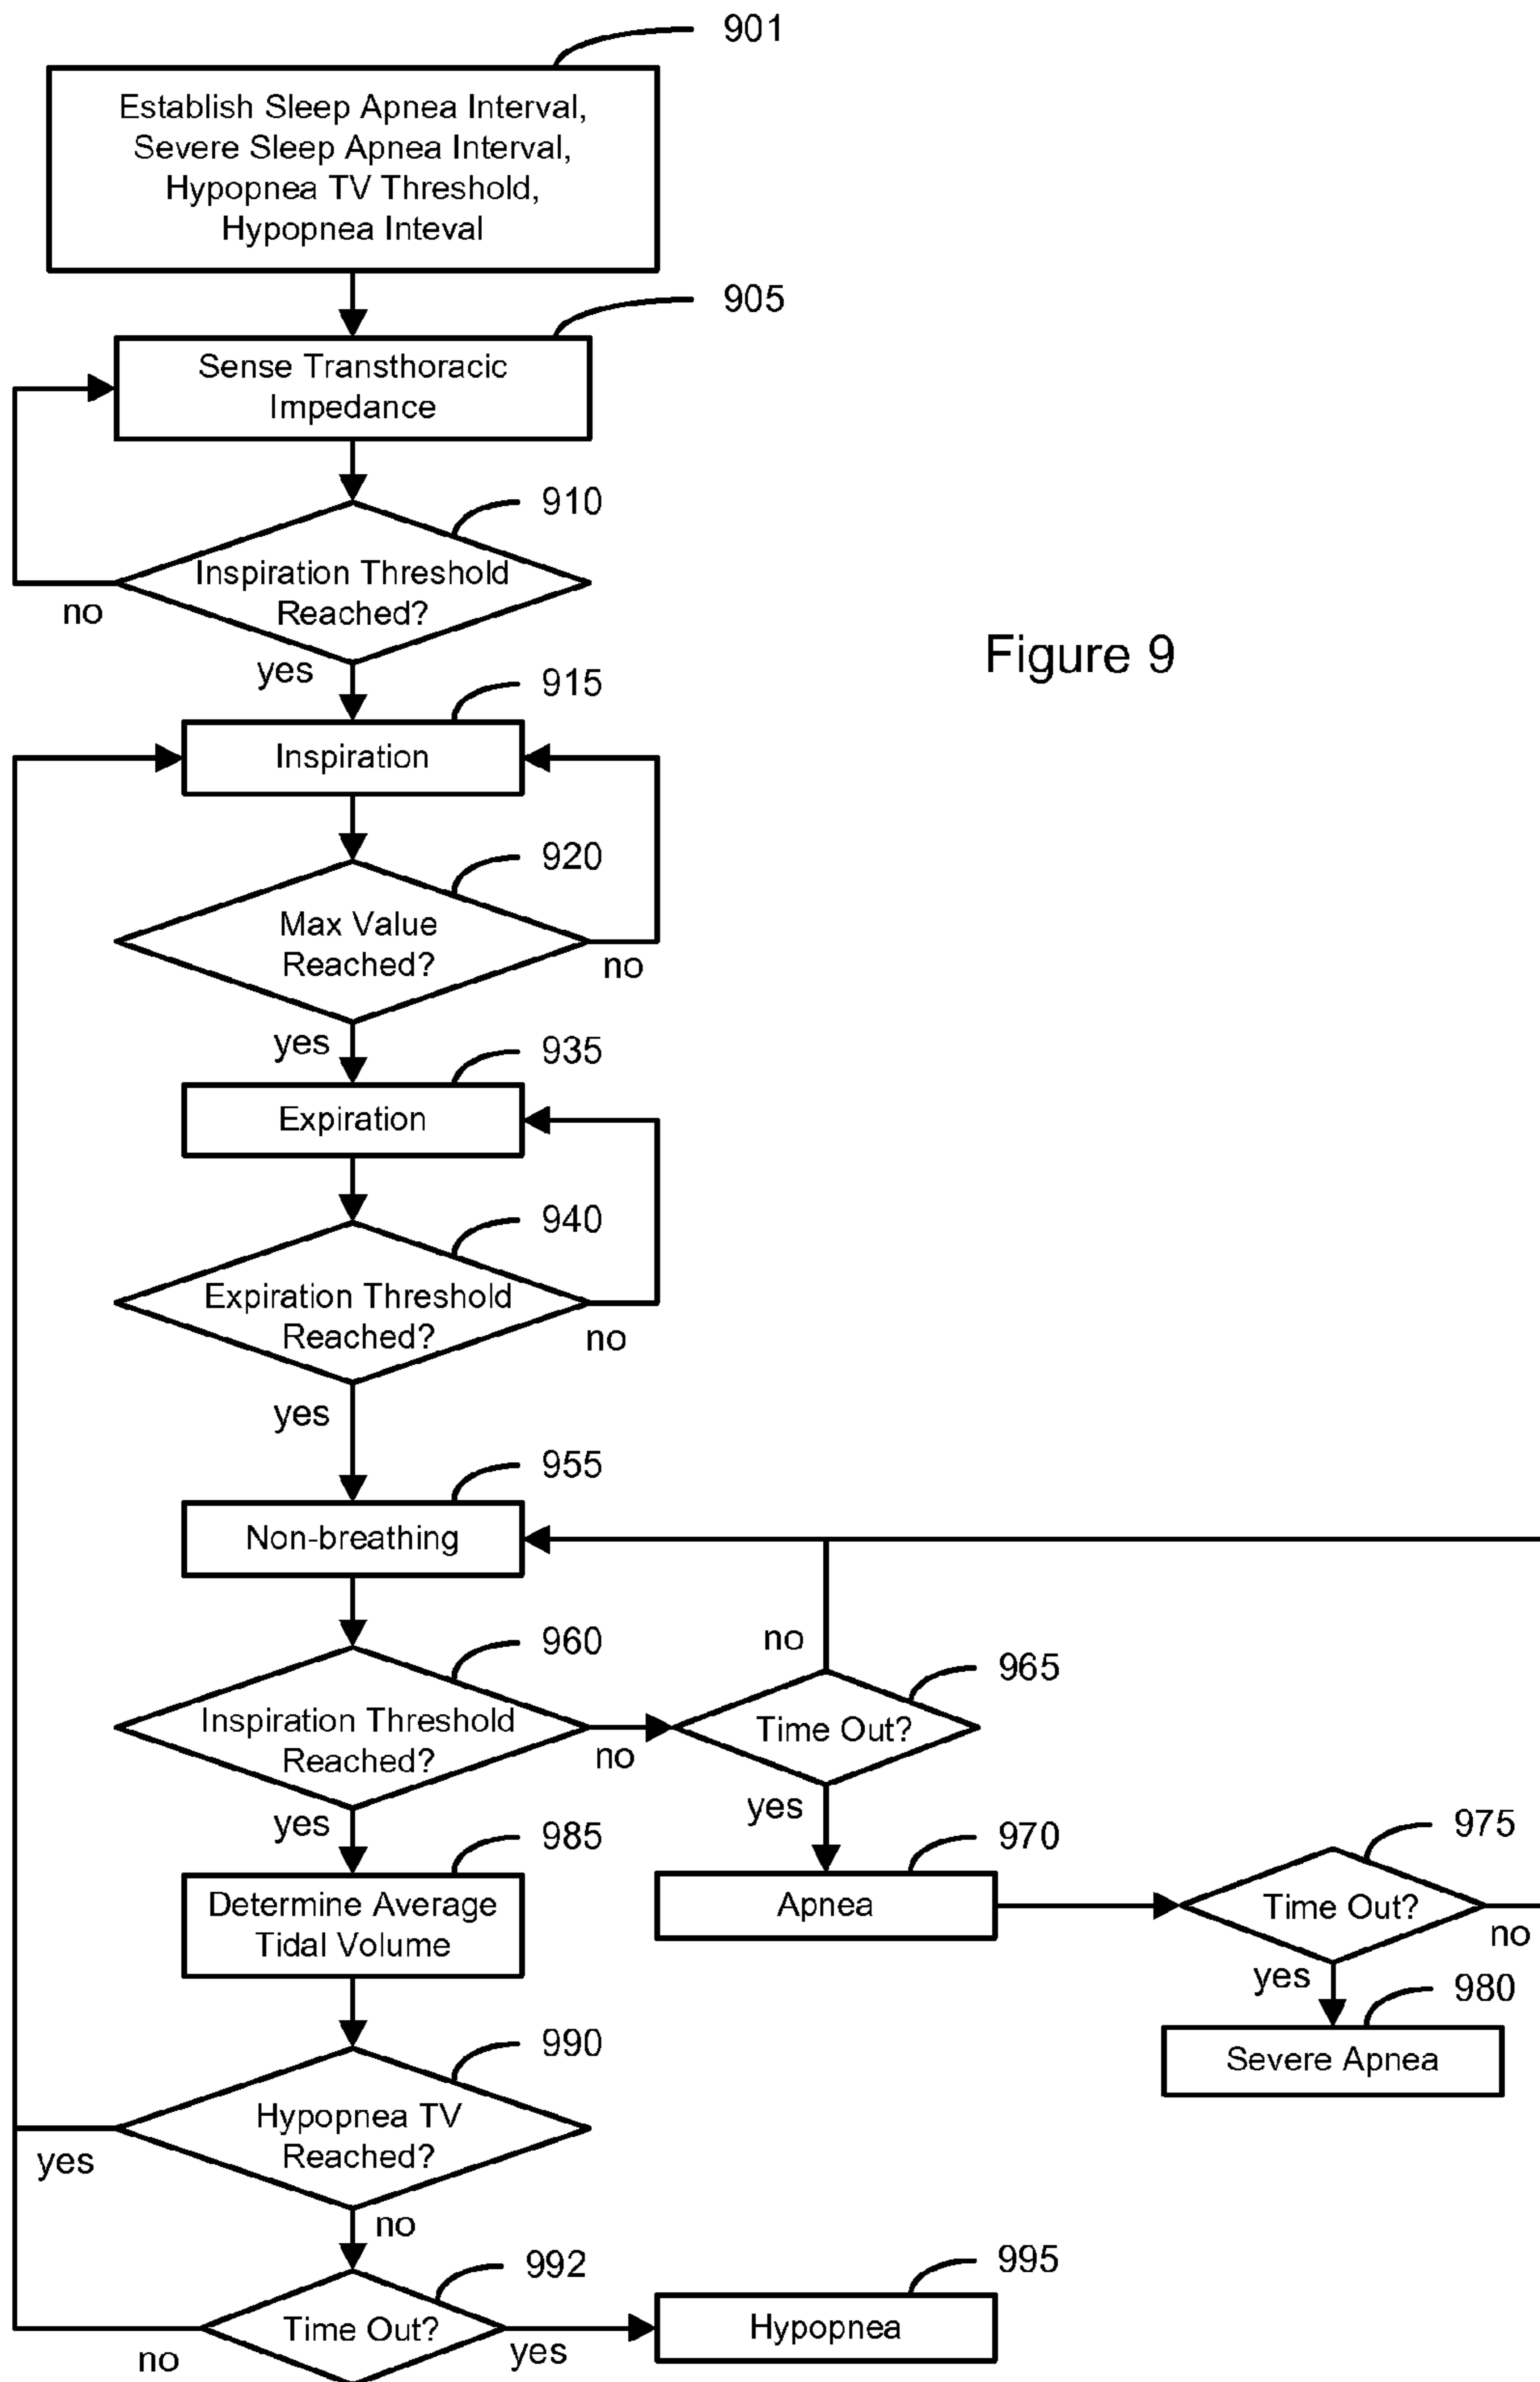 901
Establish Sleep Apnea Interval,
Severe Sleep Apnea Interval,
Hypopnea TV Threshold,
Hypopnea Inteval
905
Sense Transthoracic
Impedance
910
Inspiration Threshold
Reached?
no
yes
Figure 9
915
Inspiration
920
Max Value
Reached?
no
yes
935
Expiration
940
Expiration Threshold
Reached?
no
yes
955
Non-breathing
960
Inspiration Threshold
Reached?
no
yes
no
965
Time Out?
yes
970
Apnea
975
Time Out?
no
yes
980
Severe Apnea
985
Determine Average
Tidal Volume
990
Hypopnea TV
Reached?
yes
no
992
Time Out?
no
yes
995
Hypopnea